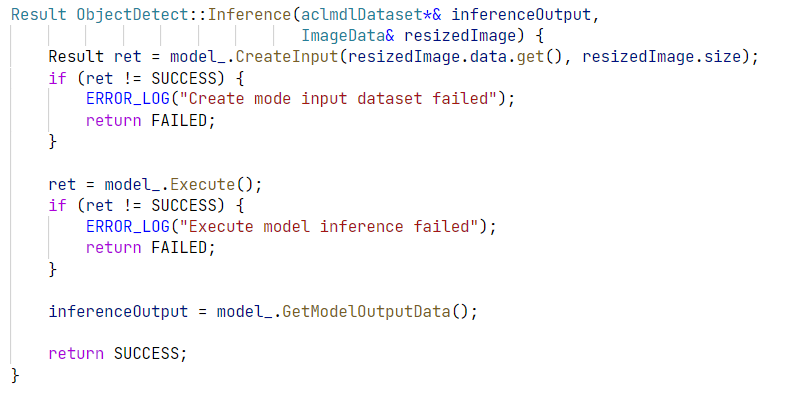 Result ObjectDetect::Inference(aclmdlDataset*& inferenceOutput,
                               ImageData& resizedImage) {
    Result ret = model_.CreateInput(resizedImage.data.get(), resizedImage.size);
    if (ret != SUCCESS) {
        ERROR_LOG("Create mode input dataset failed");
        return FAILED;
    }

    ret = model_.Execute();
    if (ret != SUCCESS) {
        ERROR_LOG("Execute model inference failed");
        return FAILED;
    }

    inferenceOutput = model_.GetModelOutputData();

    return SUCCESS;
}